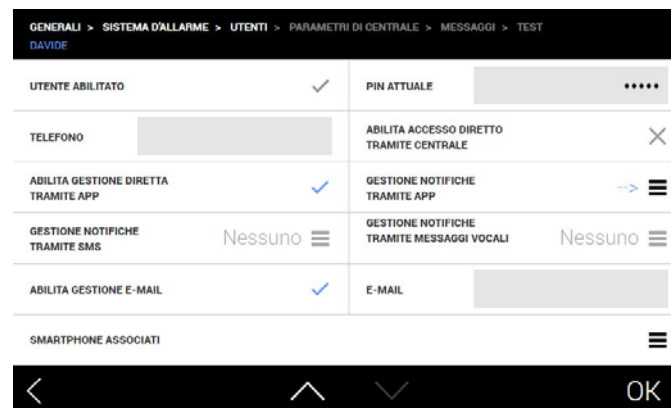 GENERALI > SISTEMA D'ALLARME > UTENTI > PARAMETRI DI CENTRALE > MESSAGGI > TEST
DAVIDE
UTENTE ABILITATO
PIN ATTUALE •••••
TELEFONO
ABILITA ACCESSO DIRETTO
TRAMITE CENTRALE
ABILITA GESTIONE DIRETTA
TRAMITE APP
GESTIONE NOTIFICHE
TRAMITE APP
-->
GESTIONE NOTIFICHE
TRAMITE SMS
Nessuno
GESTIONE NOTIFICHE
TRAMITE MESSAGGI VOCALI
Nessuno
ABILITA GESTIONE E-MAIL
E-MAIL
SMARTPHONE ASSOCIATI
OK